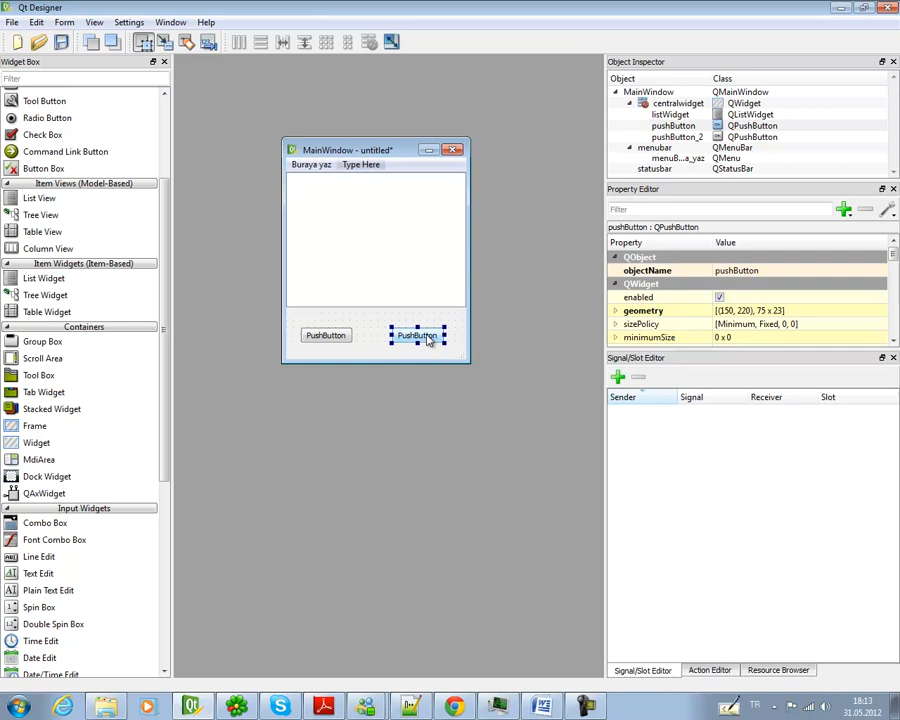 Qt Designer
File Edit Form View Settings Window Help
Widget Box
Filter
Tool Button
Radio Button
Check Box
Command Link Button
Button Box
Item Views (Model-Based)
List View
Tree View
Table View
Column View
Item Widgets (Item-Based)
List Widget
Tree Widget
Table Widget
Containers
Group Box
Scroll Area
Tool Box
Tab Widget
Stacked Widget
Frame
Widget
MdiArea
Dock Widget
QAxWidget
Input Widgets
Combo Box
Font Combo Box
Line Edit
Text Edit
Plain Text Edit
Spin Box
Double Spin Box
Time Edit
Date Edit
Date/Time Edit
MainWindow - untitled*
Buraya yaz Type Here
PushButton PushButton
Object Inspector
Object Class
MainWindow QMainWindow
centralwidget QWidget
listWidget QListWidget
pushButton QPushButton
pushButton_2 QPushButton
menubar QMenuBar
menuB...a_yaz QMenu
statusbar QStatusBar
Property Editor
Filter
pushButton : QPushButton
Property Value
QObject
objectName pushButton
QWidget
enabled
geometry [(150, 220), 75 x 23]
sizePolicy [Minimum, Fixed, 0, 0]
minimumSize 0 x 0
Signal/Slot Editor
Sender Signal Receiver Slot
Signal/Slot Editor Action Editor Resource Browser
TR
18:13
31.05.2012